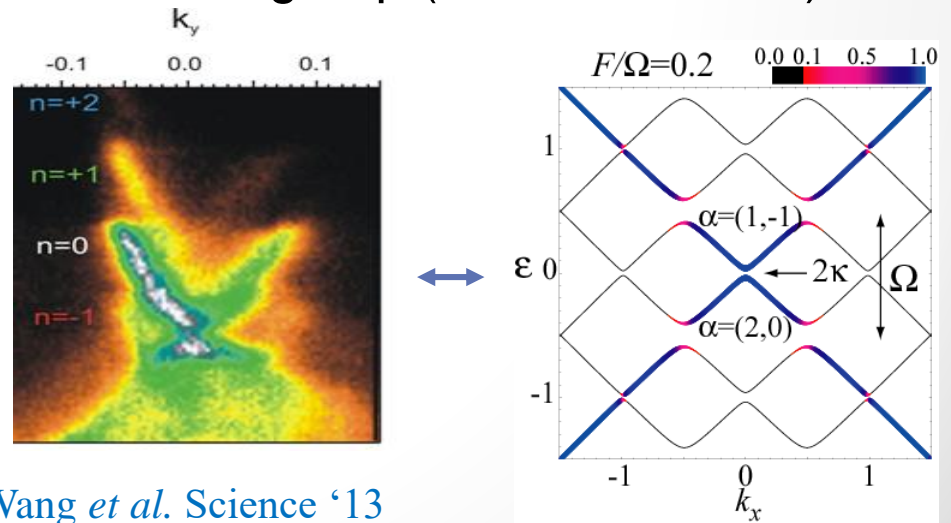 k_y
-0.1 0.0 0.1
n=+2
n=+1
n=0
n=-1
F/Ω=0.2
0.0 0.1 0.5 1.0
1
α=(1,-1)
ε 0
2κ
Ω
α=(2,0)
-1
-1 0 1
k_x
et al. Science ‘13